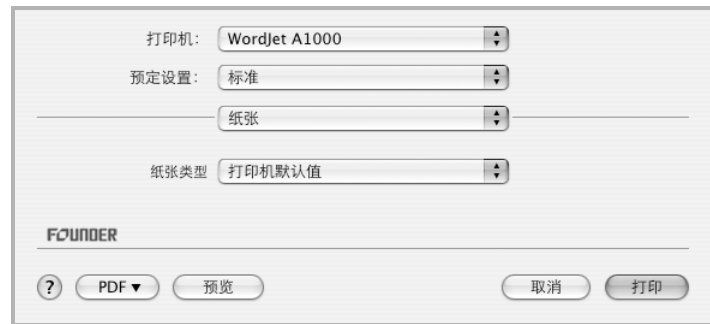 打印机： WordJet A1000
预定设置： 标准
纸张
纸张类型 打印机默认值
FOUNDER
? PDF▼ 预览 取消 打印